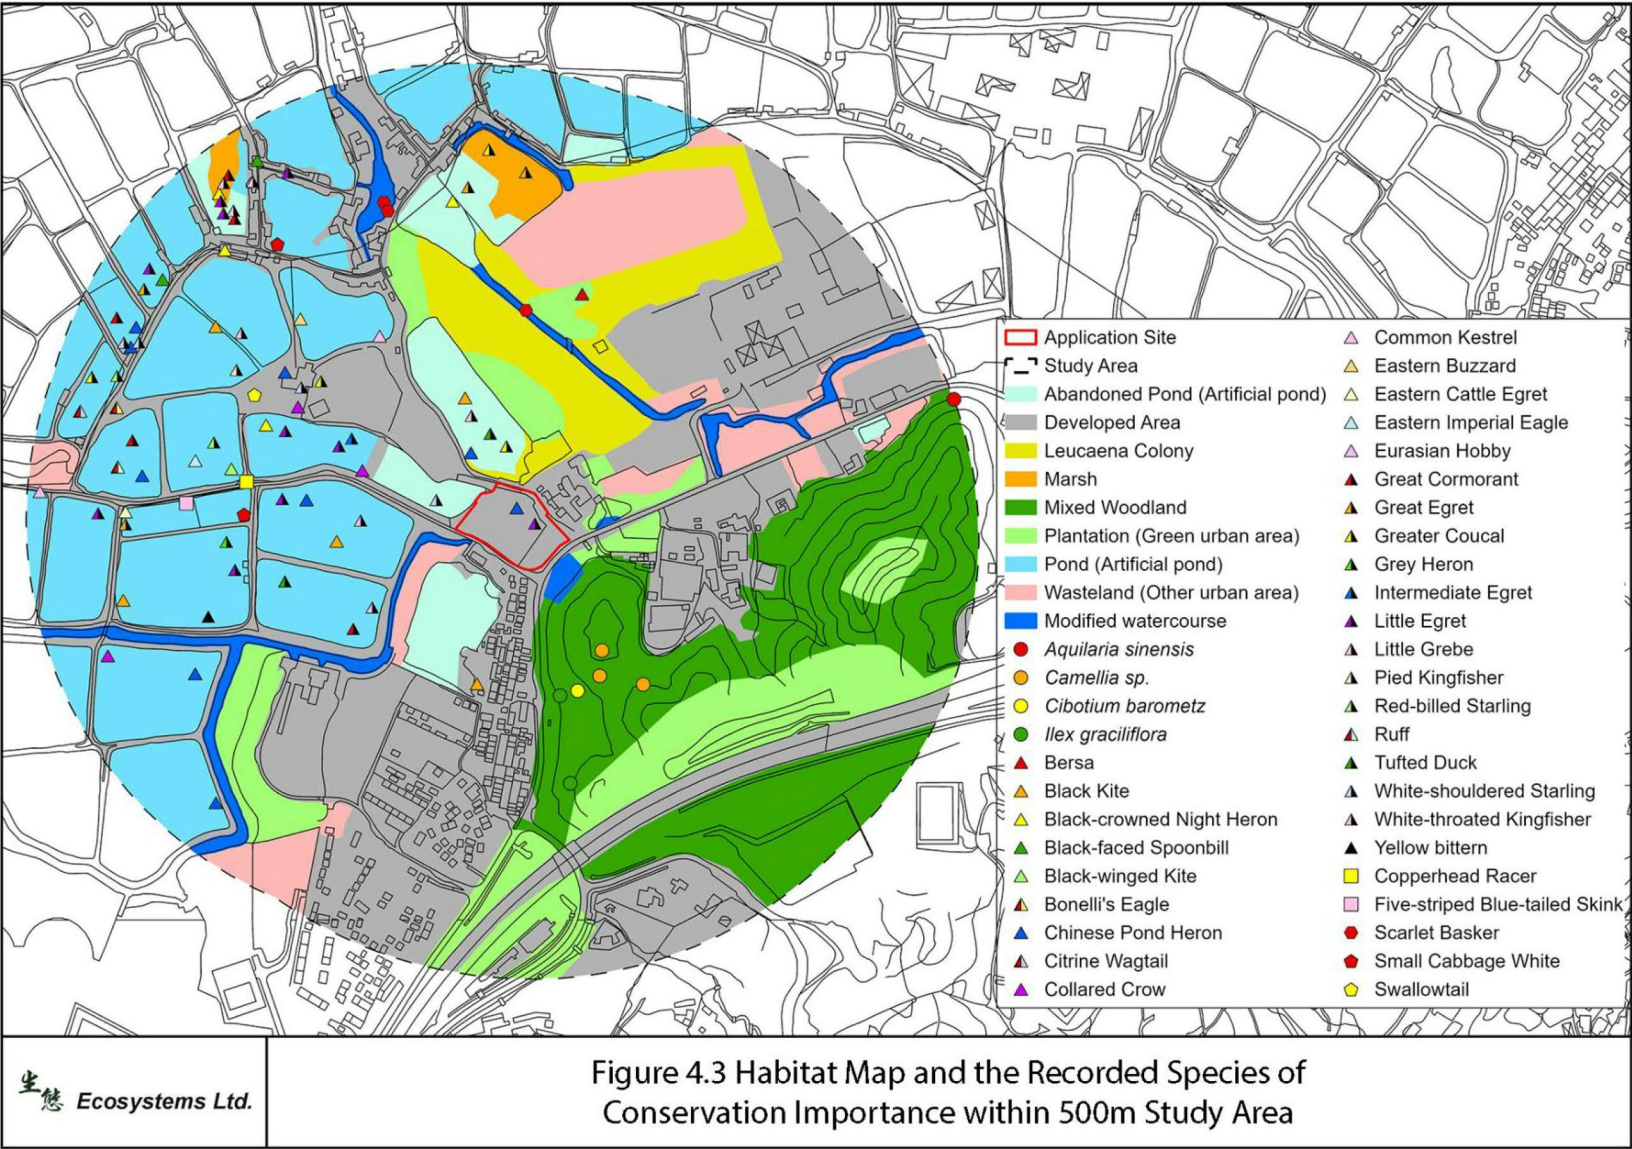 Application Site
Study Area
Abandoned Pond (Artificial pond)
Developed Area
Leucaena Colony
Marsh
Mixed Woodland
Plantation (Green urban area)
Pond (Artificial pond)
Wasteland (Other urban area)
Modified watercourse
Aquilaria sinensis
Camellia sp.
Cibotium barometz
Ilex graciliflora
Bersa
Black Kite
Black-crowned Night Heron
Black-faced Spoonbill
Black-winged Kite
Bonelli's Eagle
Chinese Pond Heron
Citrine Wagtail
Collared Crow
Common Kestrel
Eastern Buzzard
Eastern Cattle Egret
Eastern Imperial Eagle
Eurasian Hobby
Great Cormorant
Great Egret
Greater Coucal
Grey Heron
Intermediate Egret
Little Egret
Little Grebe
Pied Kingfisher
Red-billed Starling
Ruff
Tufted Duck
White-shouldered Starling
White-throated Kingfisher
Yellow bittern
Copperhead Racer
Five-striped Blue-tailed Skink
Scarlet Basker
Small Cabbage White
Swallowtail
生態 Ecosystems Ltd.
Figure 4.3 Habitat Map and the Recorded Species of
Conservation Importance within 500m Study Area